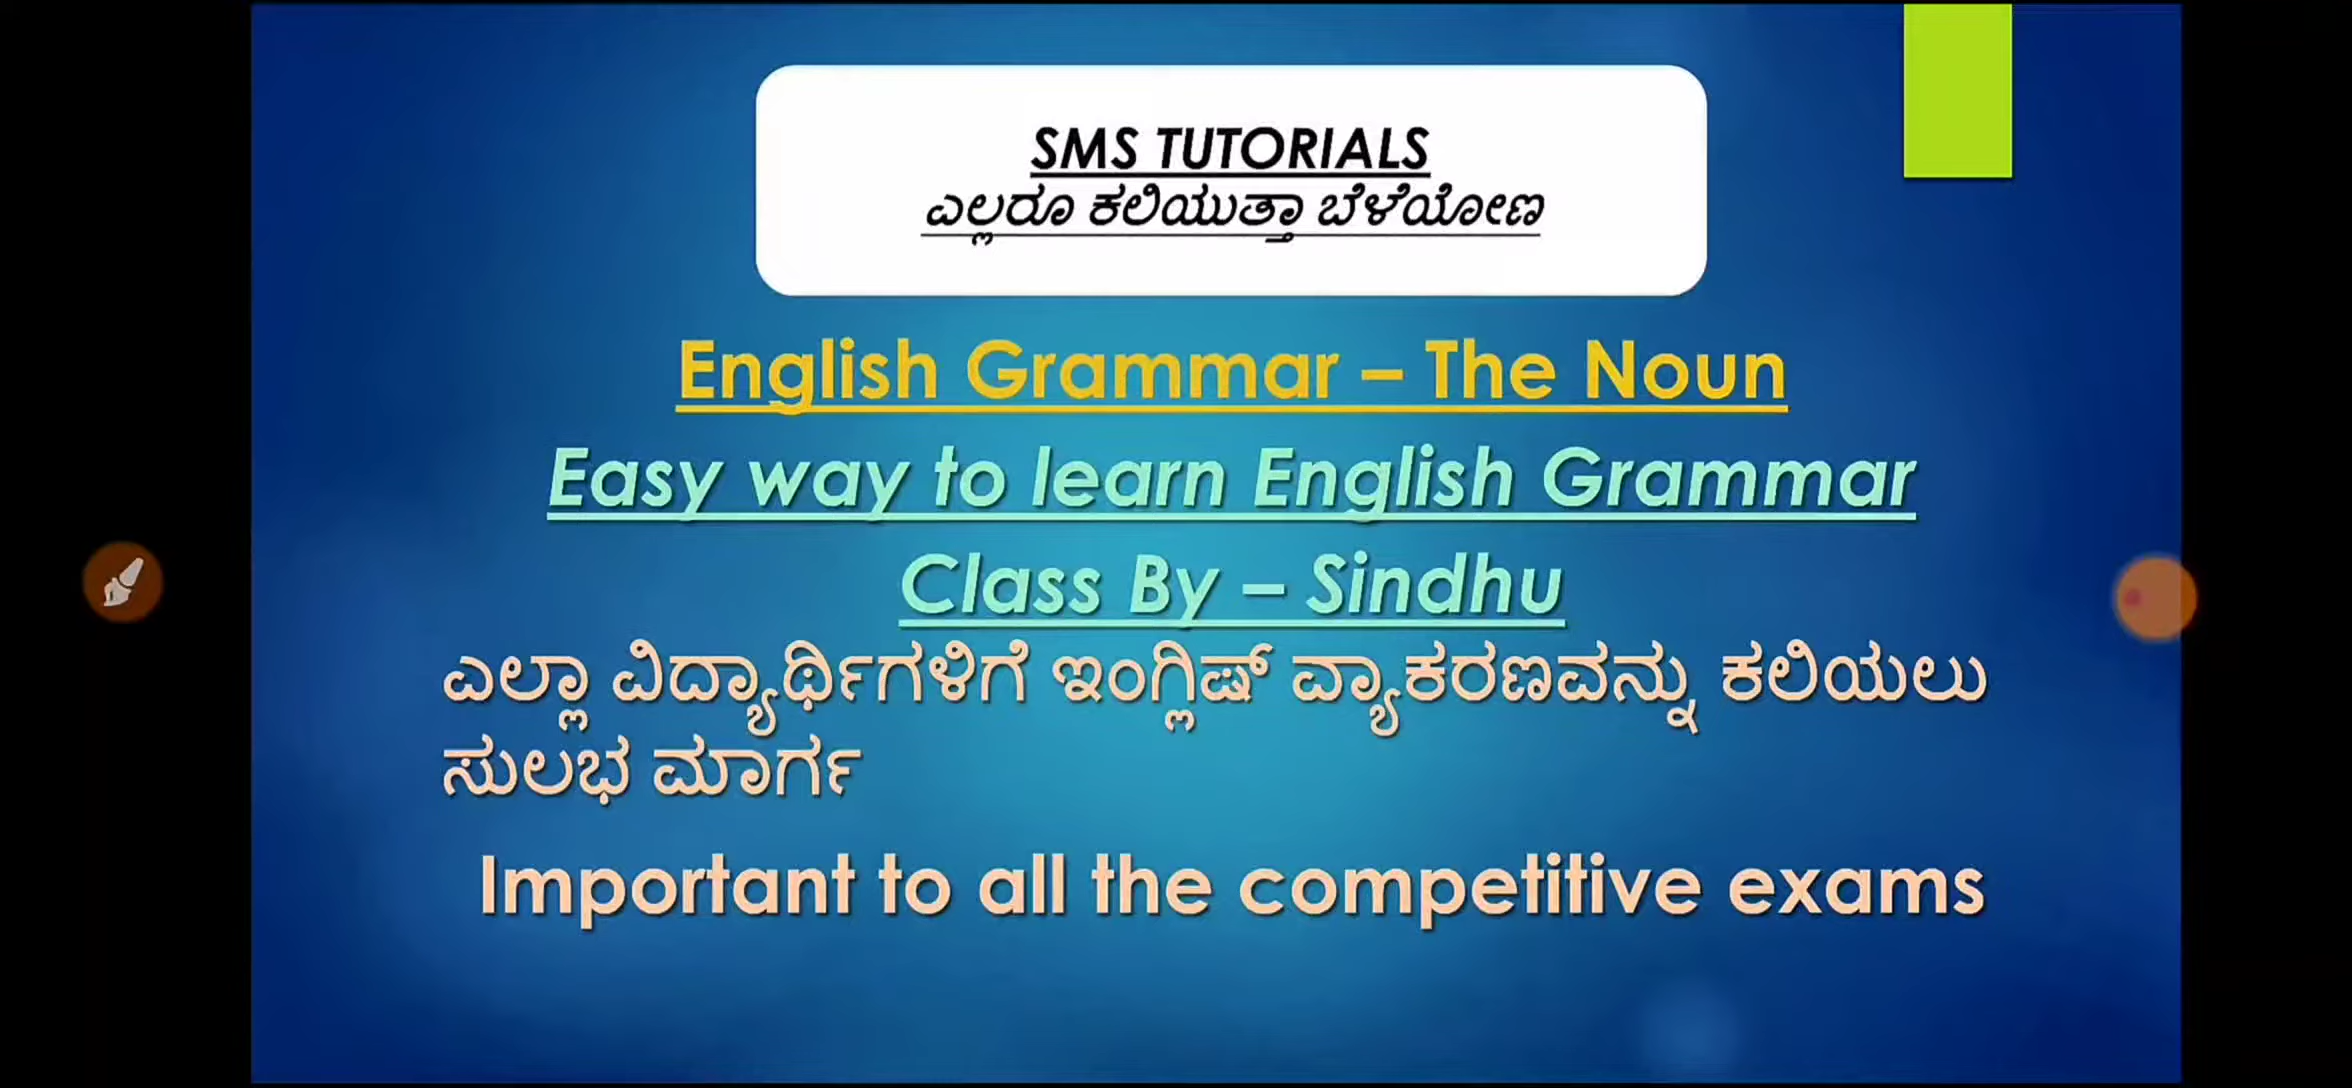 SMS TUTORIALS
ಎಲ್ಲರೂ ಕಲಿಯುತ್ತಾ ಬೆಳೆಯೋಣ
English Grammar – The Noun
Easy way to learn English Grammar
Class By – Sindhu
ಎಲ್ಲಾ ವಿದ್ಯಾರ್ಥಿಗಳಿಗೆ ಇಂಗ್ಲಿಷ್ ವ್ಯಾಕರಣವನ್ನು ಕಲಿಯಲು
ಸುಲಭ ಮಾರ್ಗ
Important to all the competitive exams